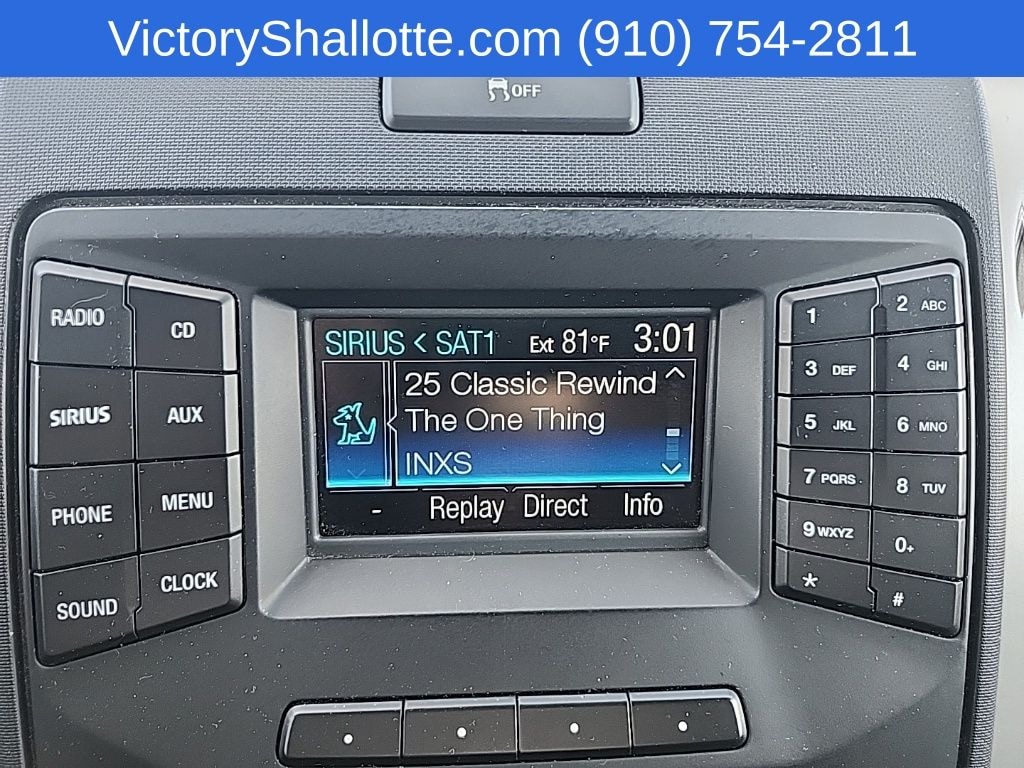 VictoryShallotte.com (910) 754-2811
OFF
RADIO
CD
SIRIUS
AUX
PHONE
MENU
SOUND
CLOCK
SIRIUS < SAT1 Ext 81°F 3:01
25 Classic Rewind
The One Thing
INXS
- Replay Direct Info
1
2 ABC
3 DEF
4 GHI
5 JKL
6 MNO
7 PQRS
8 TUV
9 WXYZ
0+
*
#